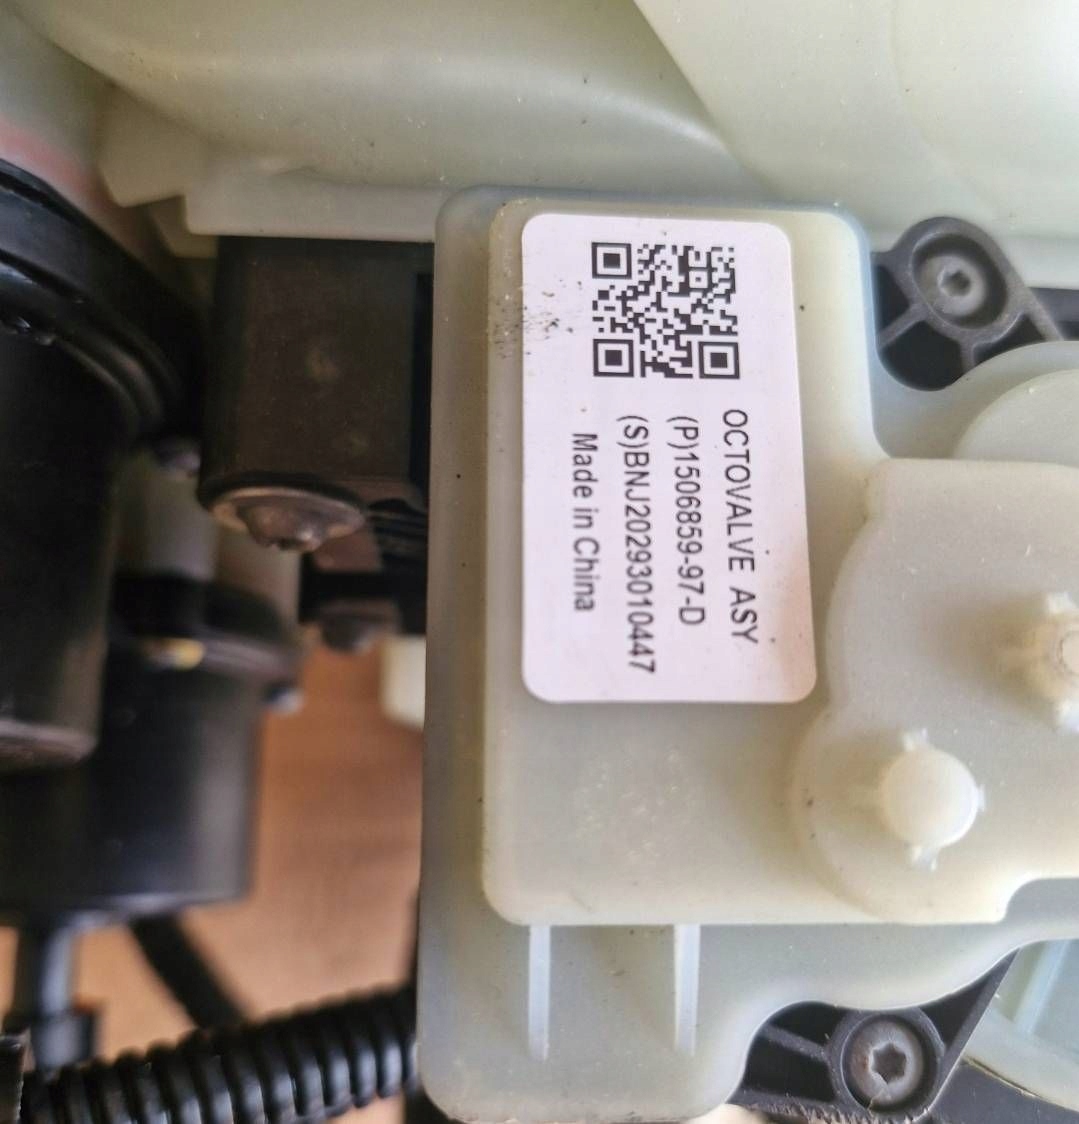 OCTOVALVE ASY
(P)1506859-97-D
(S)BNJ20293010447
Made in China